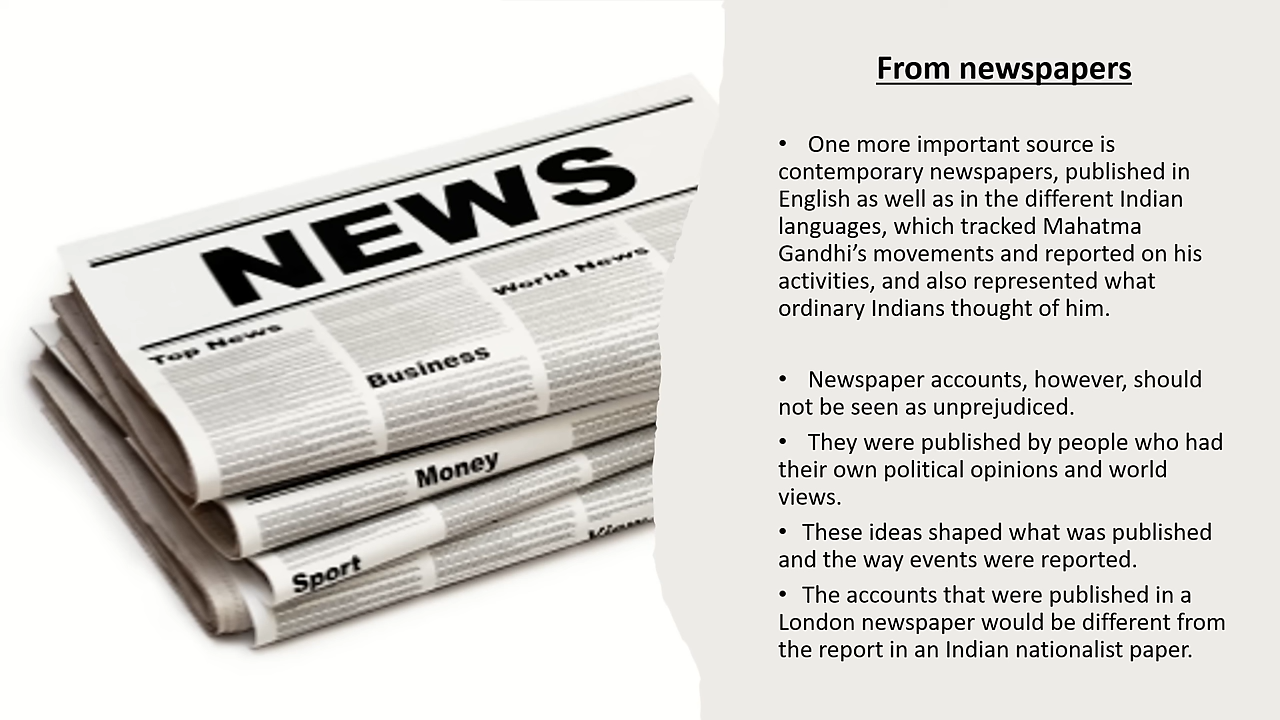 NEWS
Top News
Business
World News
Money
Sport
From newspapers
• One more important source is
contemporary newspapers, published in
English as well as in the different Indian
languages, which tracked Mahatma
Gandhi’s movements and reported on his
activities, and also represented what
ordinary Indians thought of him.
• Newspaper accounts, however, should
not be seen as unprejudiced.
• They were published by people who had
their own political opinions and world
views.
• These ideas shaped what was published
and the way events were reported.
• The accounts that were published in a
London newspaper would be different from
the report in an Indian nationalist paper.